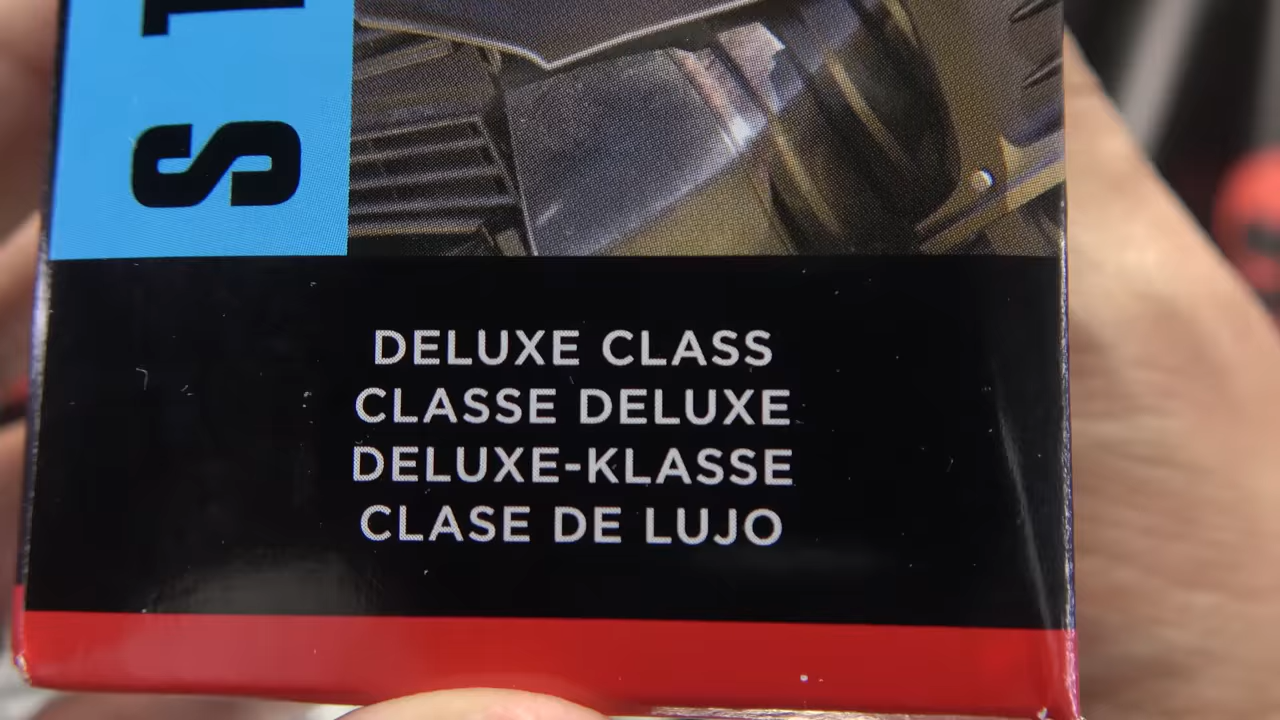 S
DELUXE CLASS
CLASSE DELUXE
DELUXE-KLASSE
CLASE DE LUJO